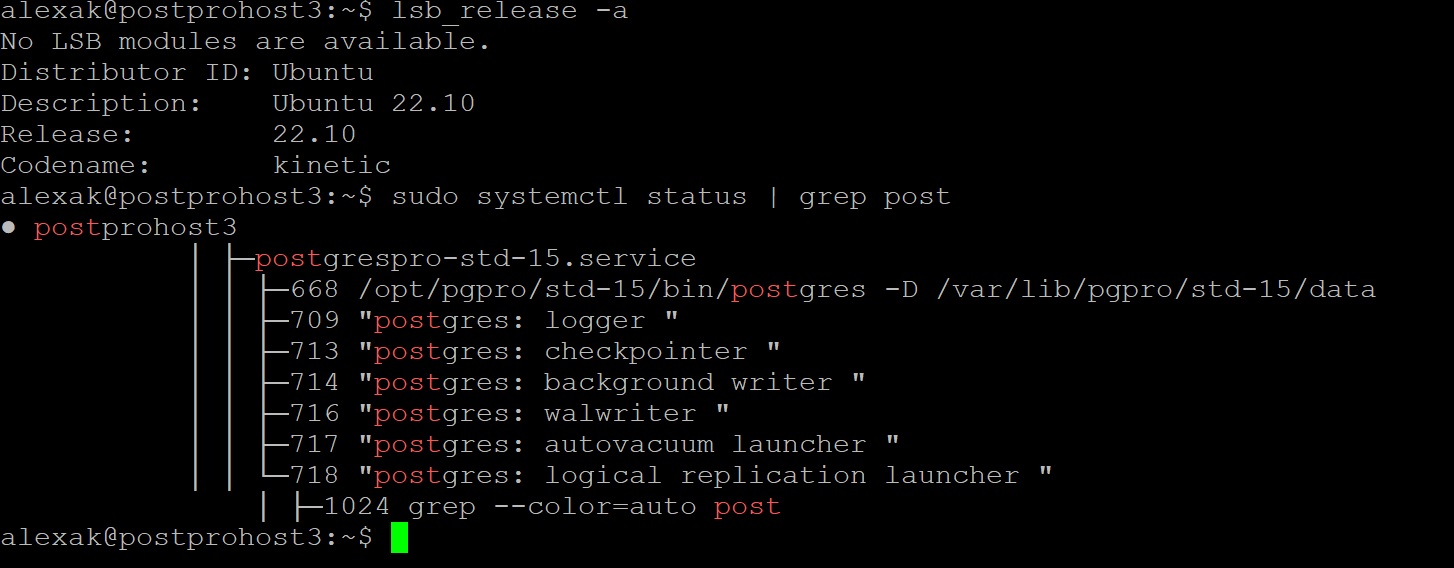 alexak@postprohost3:~$ lsb_release -a
No LSB modules are available.
Distributor ID: Ubuntu
Description:    Ubuntu 22.10
Release:        22.10
Codename:       kinetic
alexak@postprohost3:~$ sudo systemctl status | grep post
● postprohost3
           │ ├─postgrespro-std-15.service
           │ │ ├─668 /opt/pgpro/std-15/bin/postgres -D /var/lib/pgpro/std-15/data
           │ │ ├─709 "postgres: logger "
           │ │ ├─713 "postgres: checkpointer "
           │ │ ├─714 "postgres: background writer "
           │ │ ├─716 "postgres: walwriter "
           │ │ ├─717 "postgres: autovacuum launcher "
           │ │ └─718 "postgres: logical replication launcher "
               │ ├─1024 grep --color=auto post
alexak@postprohost3:~$